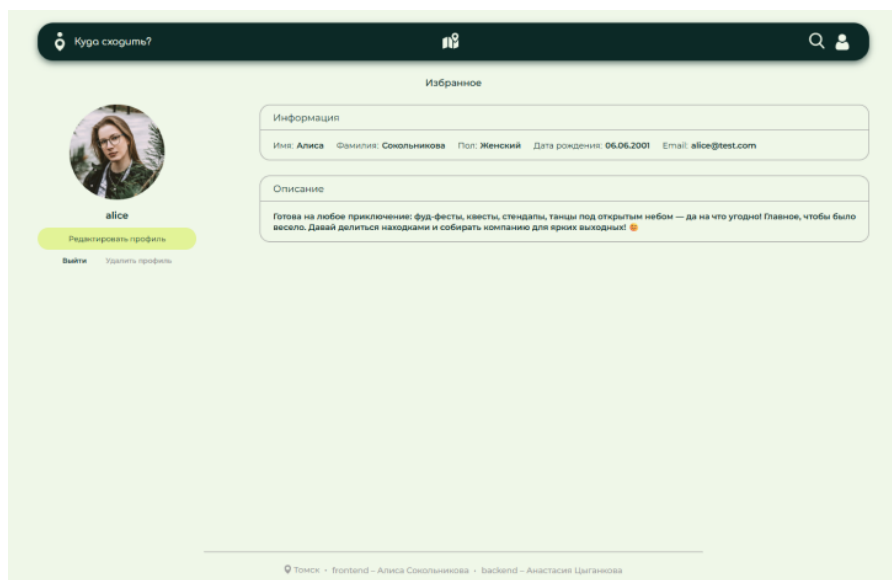 Куда сходить?
Избранное
Информация
Имя: Алиса Фамилия: Сокольникова Пол: Женский Дата рождения: 06.06.2001 Email: alice@test.com
alice
Редактировать профиль
Выйти Удалить профиль
Описание
Готова на любое приключение: фуд-фесты, квесты, стендапы, танцы под открытым небом — да на что угодно! Главное, чтобы было
весело. Давай делиться находками и собирать компанию для ярких выходных! 😊
Томск • frontend – Алиса Сокольникова • backend – Анастасия Цыганкова